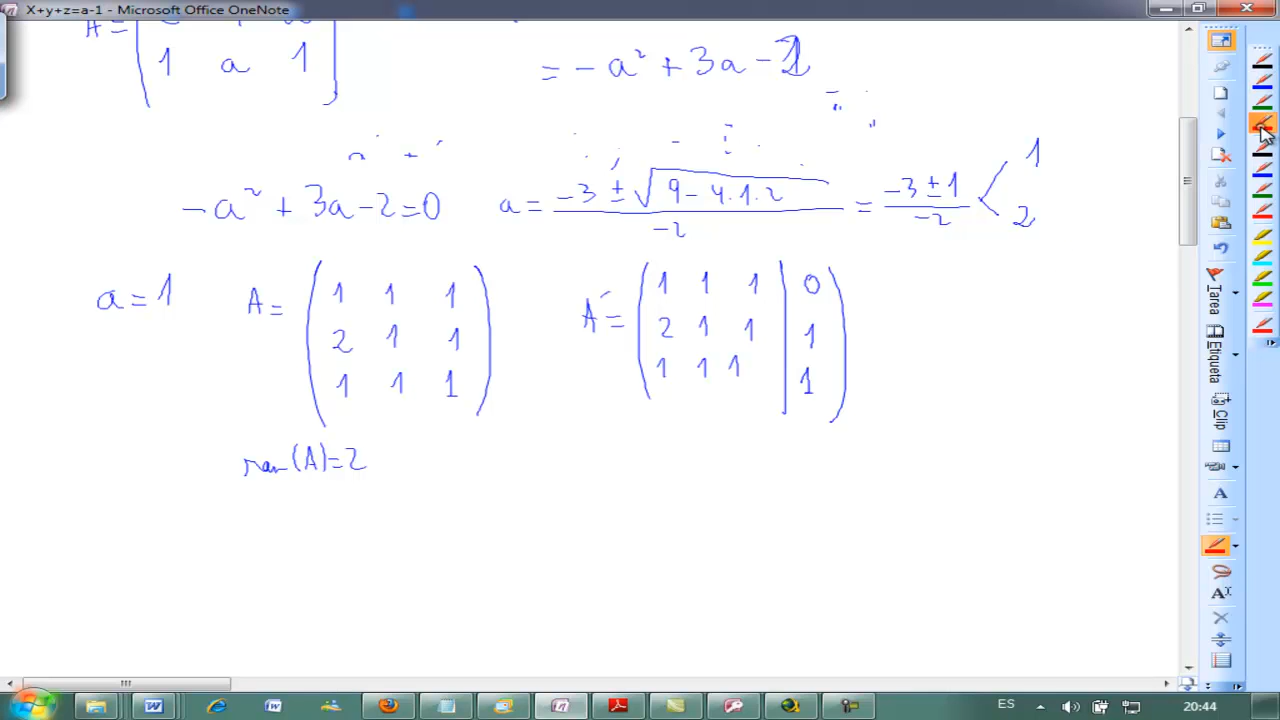 X+y+z=a-1 - Microsoft Office OneNote
1 a 1
= -a² + 3a - 2
-a² + 3a - 2 = 0 a = (-3 ± √(9 - 4·1·2)) / -2 = (-3 ± 1) / -2 < 1 2
a = 1 A = ( 1 1 1 A' = ( 1 1 1 | 0
2 1 1 2 1 1 | 1
1 1 1 ) 1 1 1 | 1 )
ran(A)=2
Tarea
Etiqueta
Clip
ES 20:44